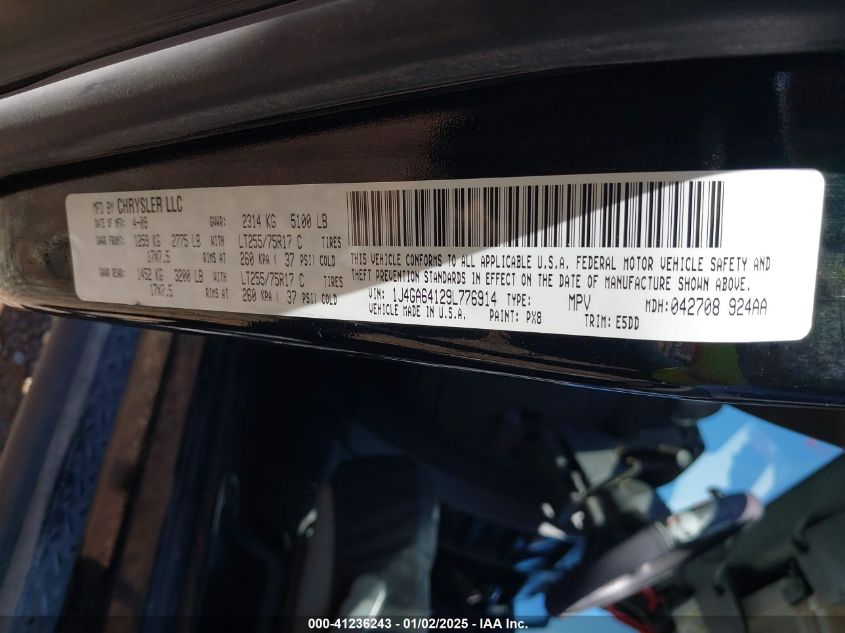 MFD BY CHRYSLER LLC
DATE OF MFR: 4-09 GVWR: 2314 KG 5100 LB
GAWR FRONT: 1259 KG 2775 LB WITH LT255/75R17 C TIRES
17X7.5 RIMS AT 260 KPA ( 37 PSI) COLD
GAWR REAR: 1452 KG 3200 LB WITH LT255/75R17 C TIRES
17X7.5 RIMS AT 260 KPA ( 37 PSI) COLD
THIS VEHICLE CONFORMS TO ALL APPLICABLE U.S.A. FEDERAL MOTOR VEHICLE SAFETY AND
THEFT PREVENTION STANDARDS IN EFFECT ON THE DATE OF MANUFACTURE SHOWN ABOVE.
VIN: 1J4GA64129L776914 TYPE: MPV MDH: 042708 924AA
VEHICLE MADE IN U.S.A. PAINT: PX8 TRIM: E5DD
000-41236243 - 01/02/2025 - IAA Inc.